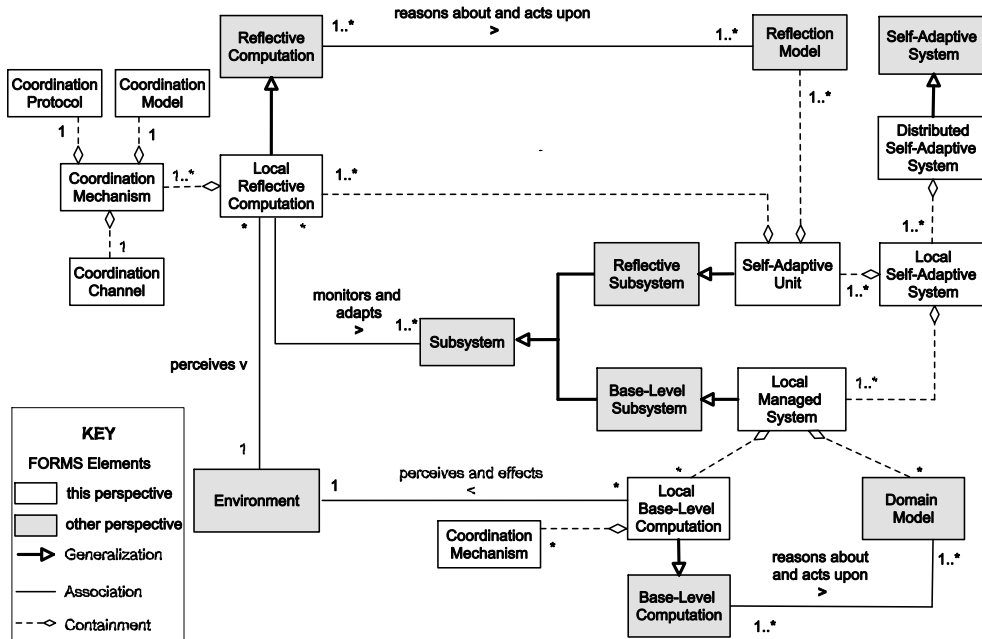 reasons about and acts upon
>
1..*
1..*
Reflective
Computation
Reflection
Model
Self-Adaptive
System
1..*
Coordination
Protocol
Coordination
Model
1
1
Distributed
Self-Adaptive
System
Coordination
Mechanism
1..*
Local
Reflective
Computation
1..*
*
*
1
Coordination
Channel
1..*
Reflective
Subsystem
Self-Adaptive
Unit
1..*
Local
Self-Adaptive
System
monitors and
adapts
>
1..*
Subsystem
perceives v
Base-Level
Subsystem
Local
Managed
System
1..*
KEY
FORMS Elements
this perspective
other perspective
Generalization
Association
Containment
1
Environment
1
perceives and effects
<
*
*
*
Local
Base-Level
Computation
Domain
Model
Coordination
Mechanism
*
reasons about
and acts upon
>
1..*
Base-Level
Computation
1..*